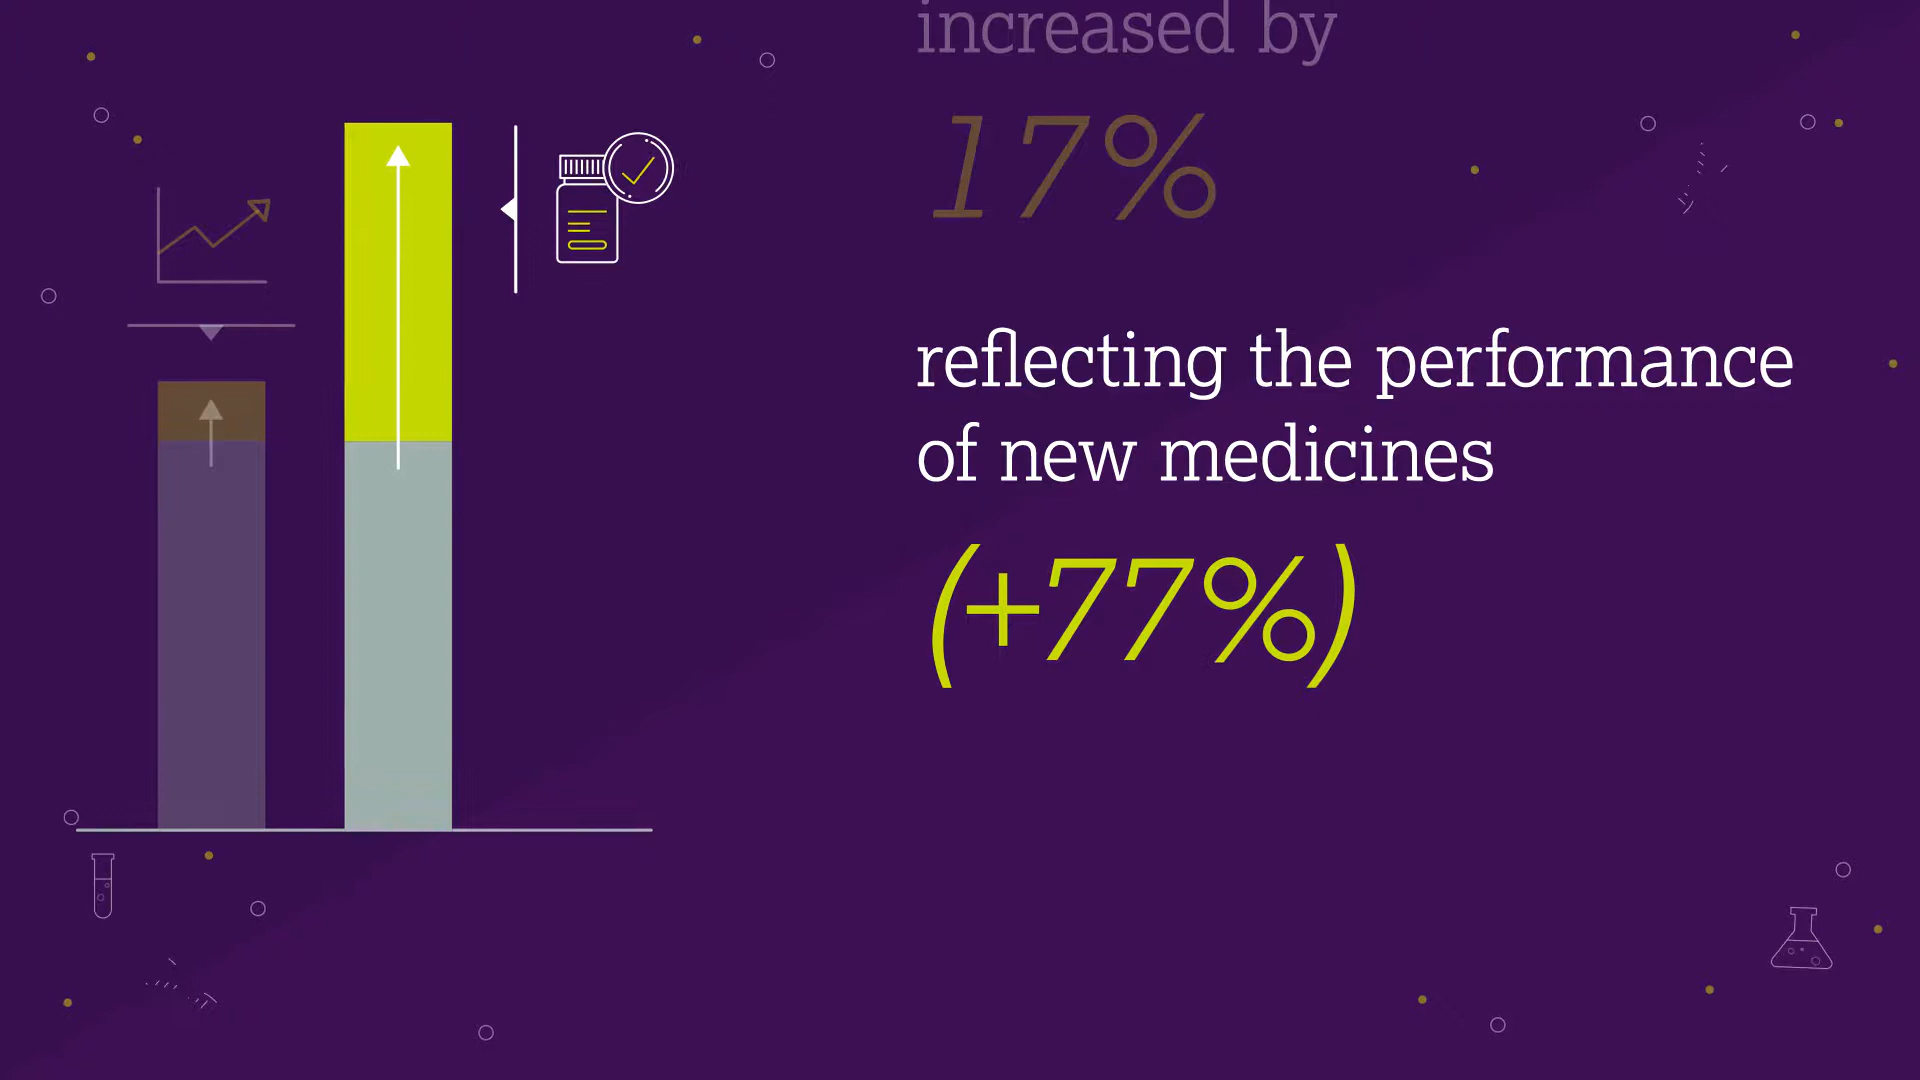 increased by
17%
reflecting the performance
of new medicines
(+77%)